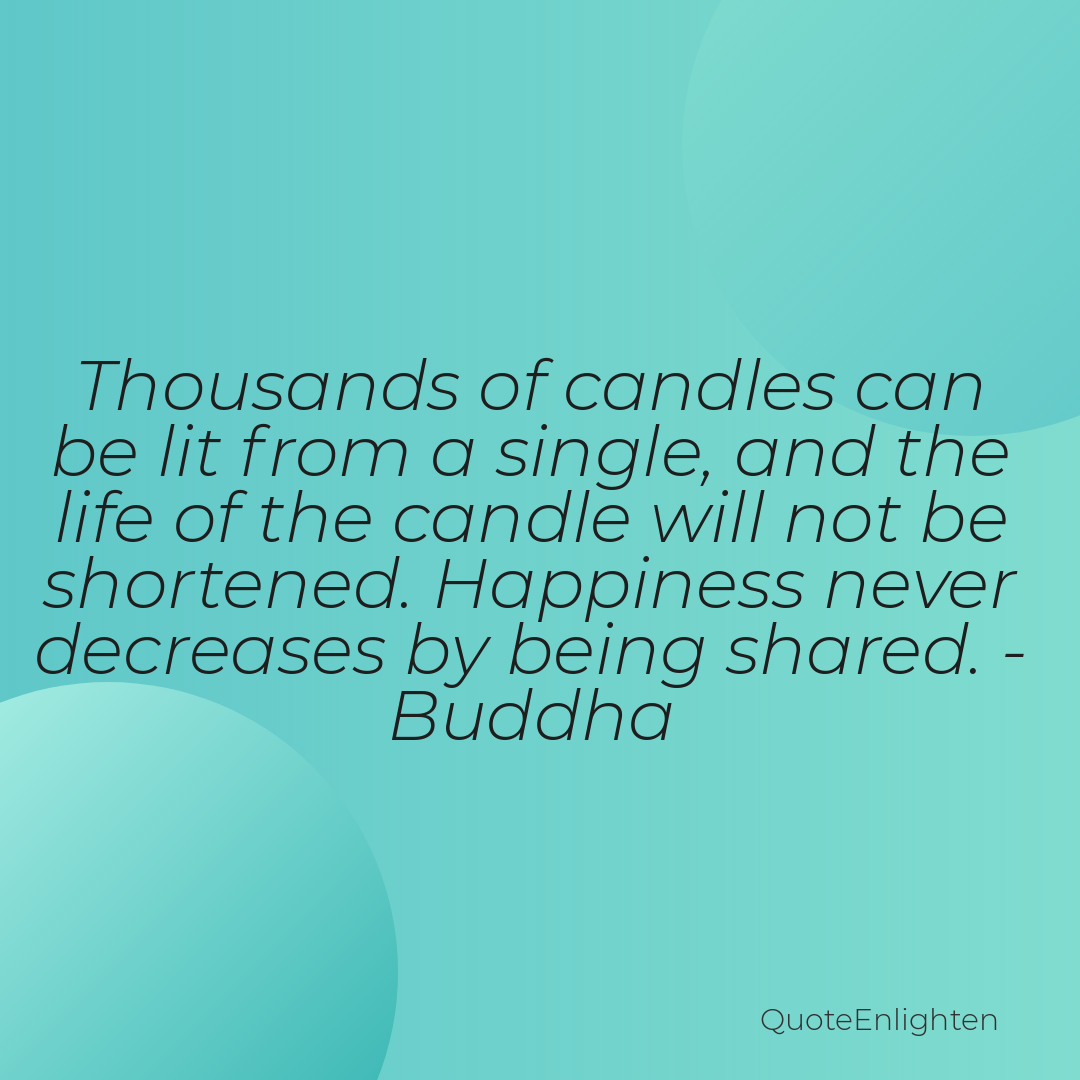 Thousands of candles can
be lit from a single, and the
life of the candle will not be
shortened. Happiness never
decreases by being shared. -
Buddha
QuoteEnlighten